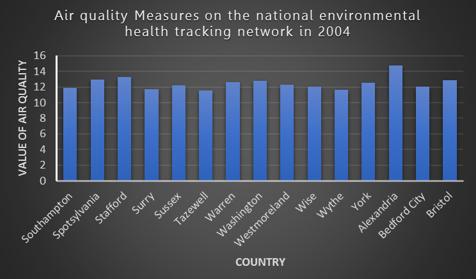 Air quality Measures on the national environmental
health tracking network in 2004
VALUE OF AIR QUALITY
16
14
12
10
8
6
4
2
0
Southampton
Spotsylvania
Stafford
Surry
Sussex
Tazewell
Warren
Washington
Westmoreland
Wise
Wythe
York
Alexandria
Bedford City
Bristol
COUNTRY